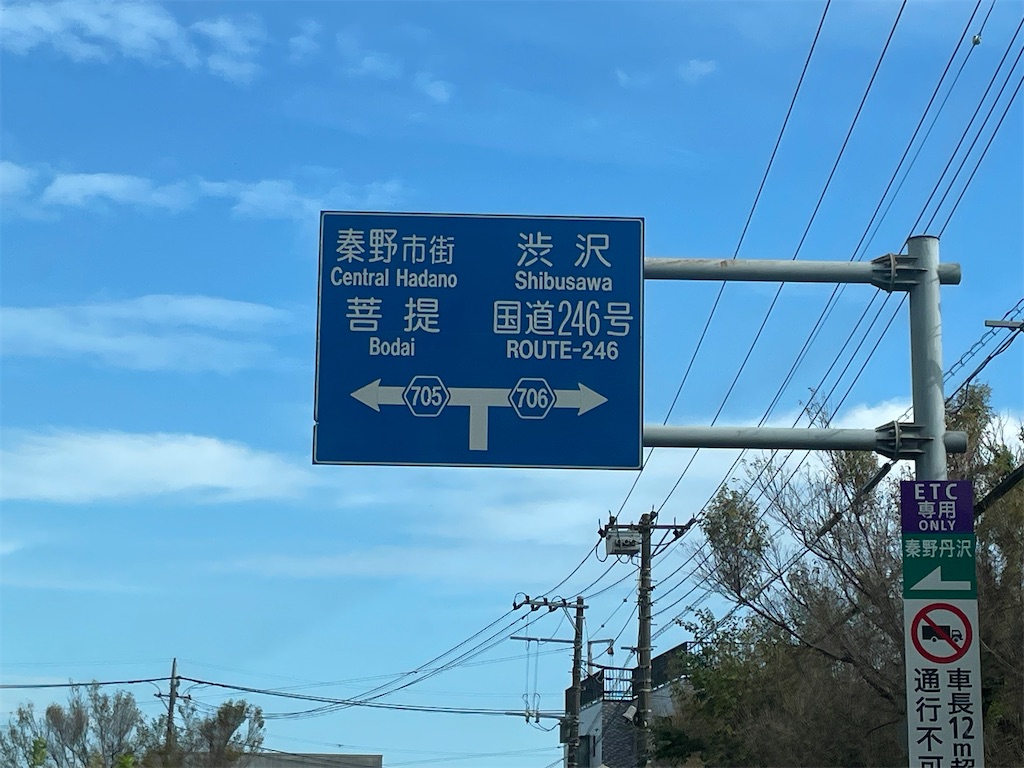 秦野市街
Central Hadano
菩提
Bodai
渋沢
Shibusawa
国道246号
ROUTE-246
705
706
ETC
専用
ONLY
秦野丹沢
車長12m超
通行不可